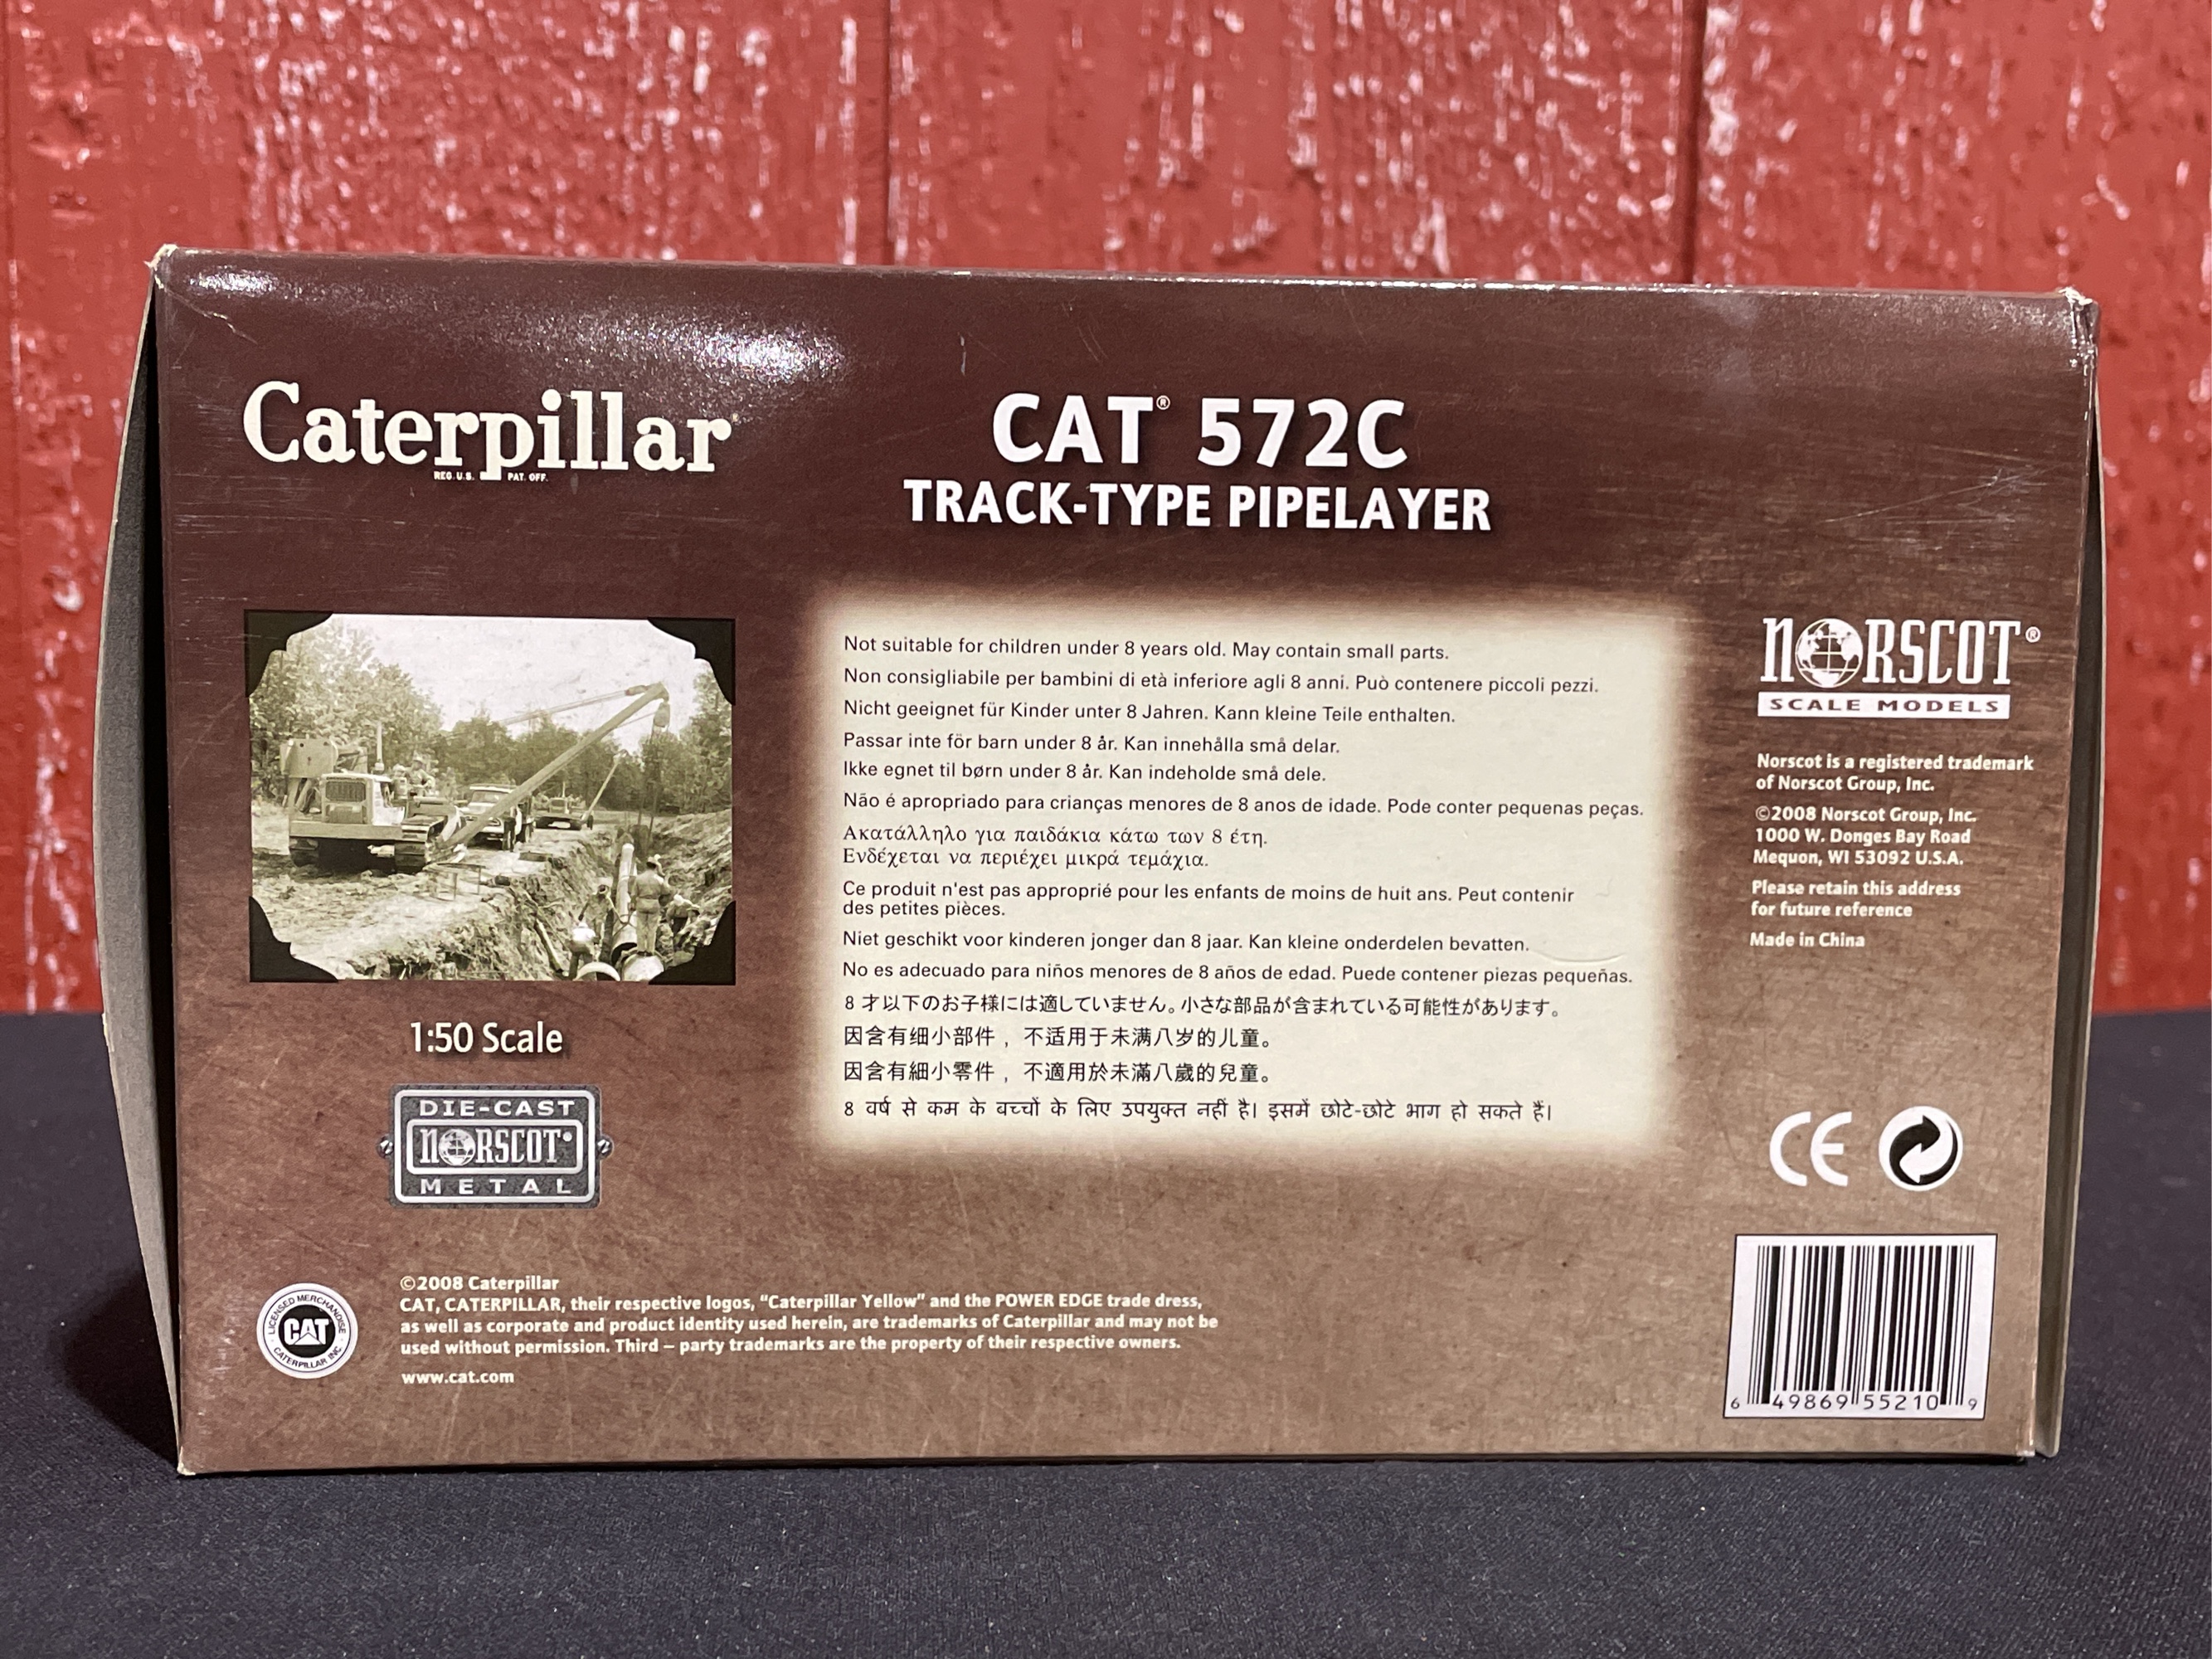 Caterpillar
REG. U.S. PAT. OFF.
CAT® 572C
TRACK-TYPE PIPELAYER
Not suitable for children under 8 years old. May contain small parts.
Non consigliabile per bambini di età inferiore agli 8 anni. Può contenere piccoli pezzi.
Nicht geeignet für Kinder unter 8 Jahren. Kann kleine Teile enthalten.
Passar inte för barn under 8 år. Kan innehålla små delar.
Ikke egnet til børn under 8 år. Kan indeholde små dele.
Não é apropriado para crianças menores de 8 anos de idade. Pode conter pequenas peças.
Ακατάλληλο για παιδάκια κάτω των 8 έτη.
Ενδέχεται να περιέχει μικρά τεμάχια.
Ce produit n'est pas approprié pour les enfants de moins de huit ans. Peut contenir
des petites pièces.
Niet geschikt voor kinderen jonger dan 8 jaar. Kan kleine onderdelen bevatten.
No es adecuado para niños menores de 8 años de edad. Puede contener piezas pequeñas.
8 才以下のお子様には適していません。小さな部品が含まれている可能性があります。
因含有细小部件，不适用于未满八岁的儿童。
因含有細小零件，不適用於未滿八歲的兒童。
8 वर्ष से कम के बच्चों के लिए उपयुक्त नहीं है। इसमें छोटे-छोटे भाग हो सकते हैं।
NORSCOT®
SCALE MODELS
Norscot is a registered trademark
of Norscot Group, Inc.
©2008 Norscot Group, Inc.
1000 W. Donges Bay Road
Mequon, WI 53092 U.S.A.
Please retain this address
for future reference
Made in China
1:50 Scale
DIE-CAST
NORSCOT®
METAL
CE
LICENSED MERCHANDISE
CAT
CATERPILLAR INC.
©2008 Caterpillar
CAT, CATERPILLAR, their respective logos, “Caterpillar Yellow” and the POWER EDGE trade dress,
as well as corporate and product identity used herein, are trademarks of Caterpillar and may not be
used without permission. Third – party trademarks are the property of their respective owners.
www.cat.com
6 49869 55210 9